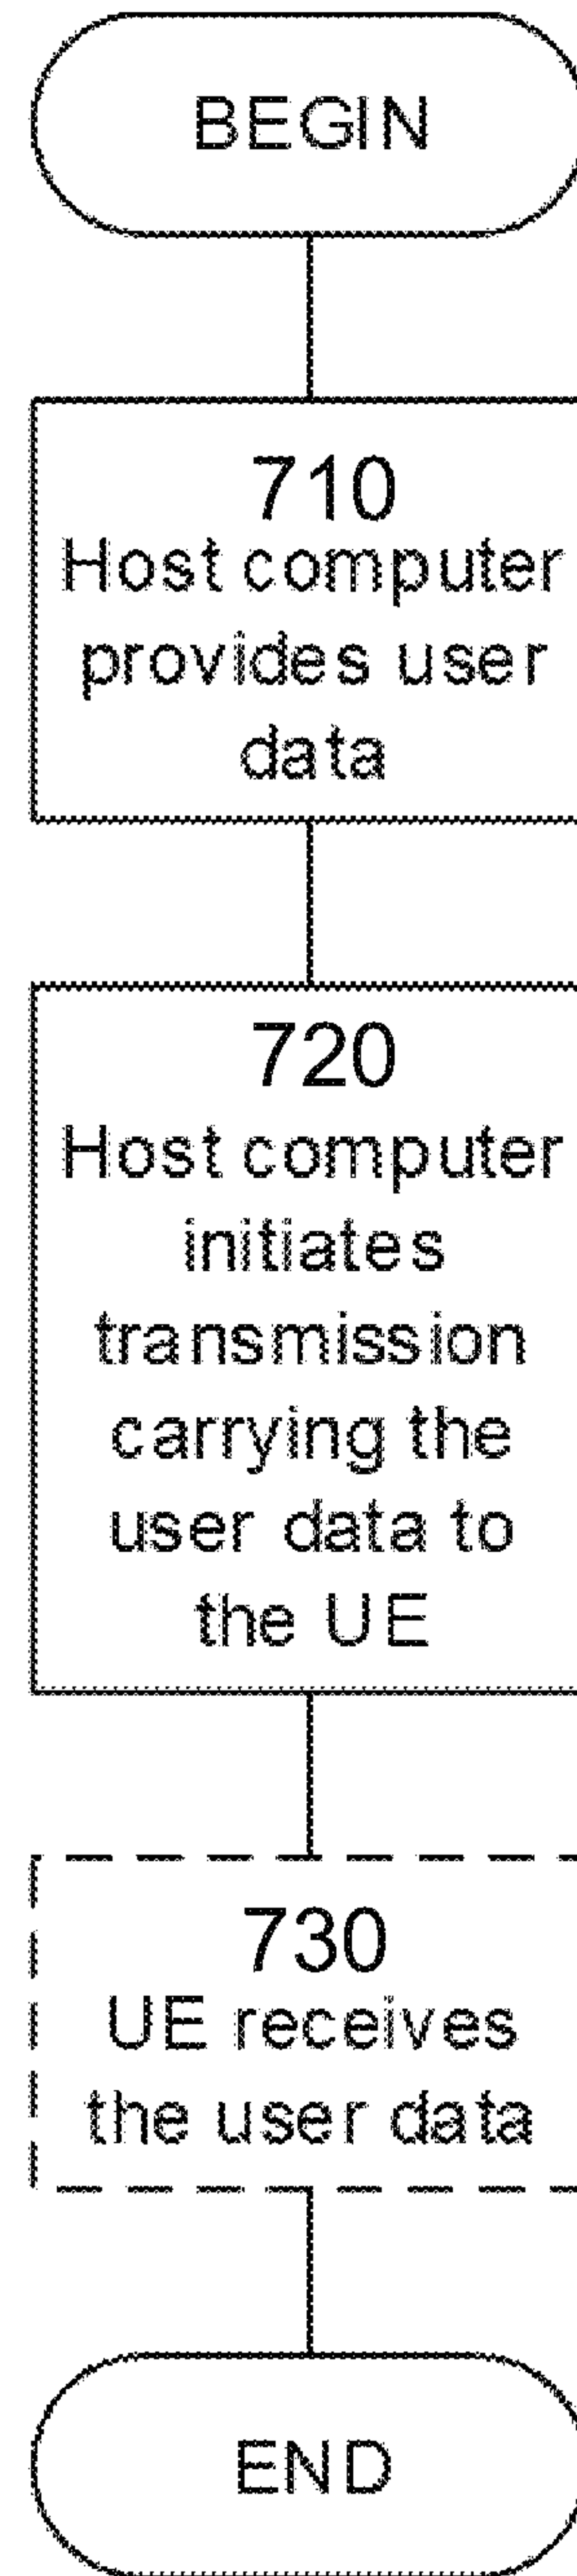 BEGIN
710
Host computer
provides user
data
720
Host computer
initiates
transmission
carrying the
user data to
the UE
730
UE receives
the user data
END